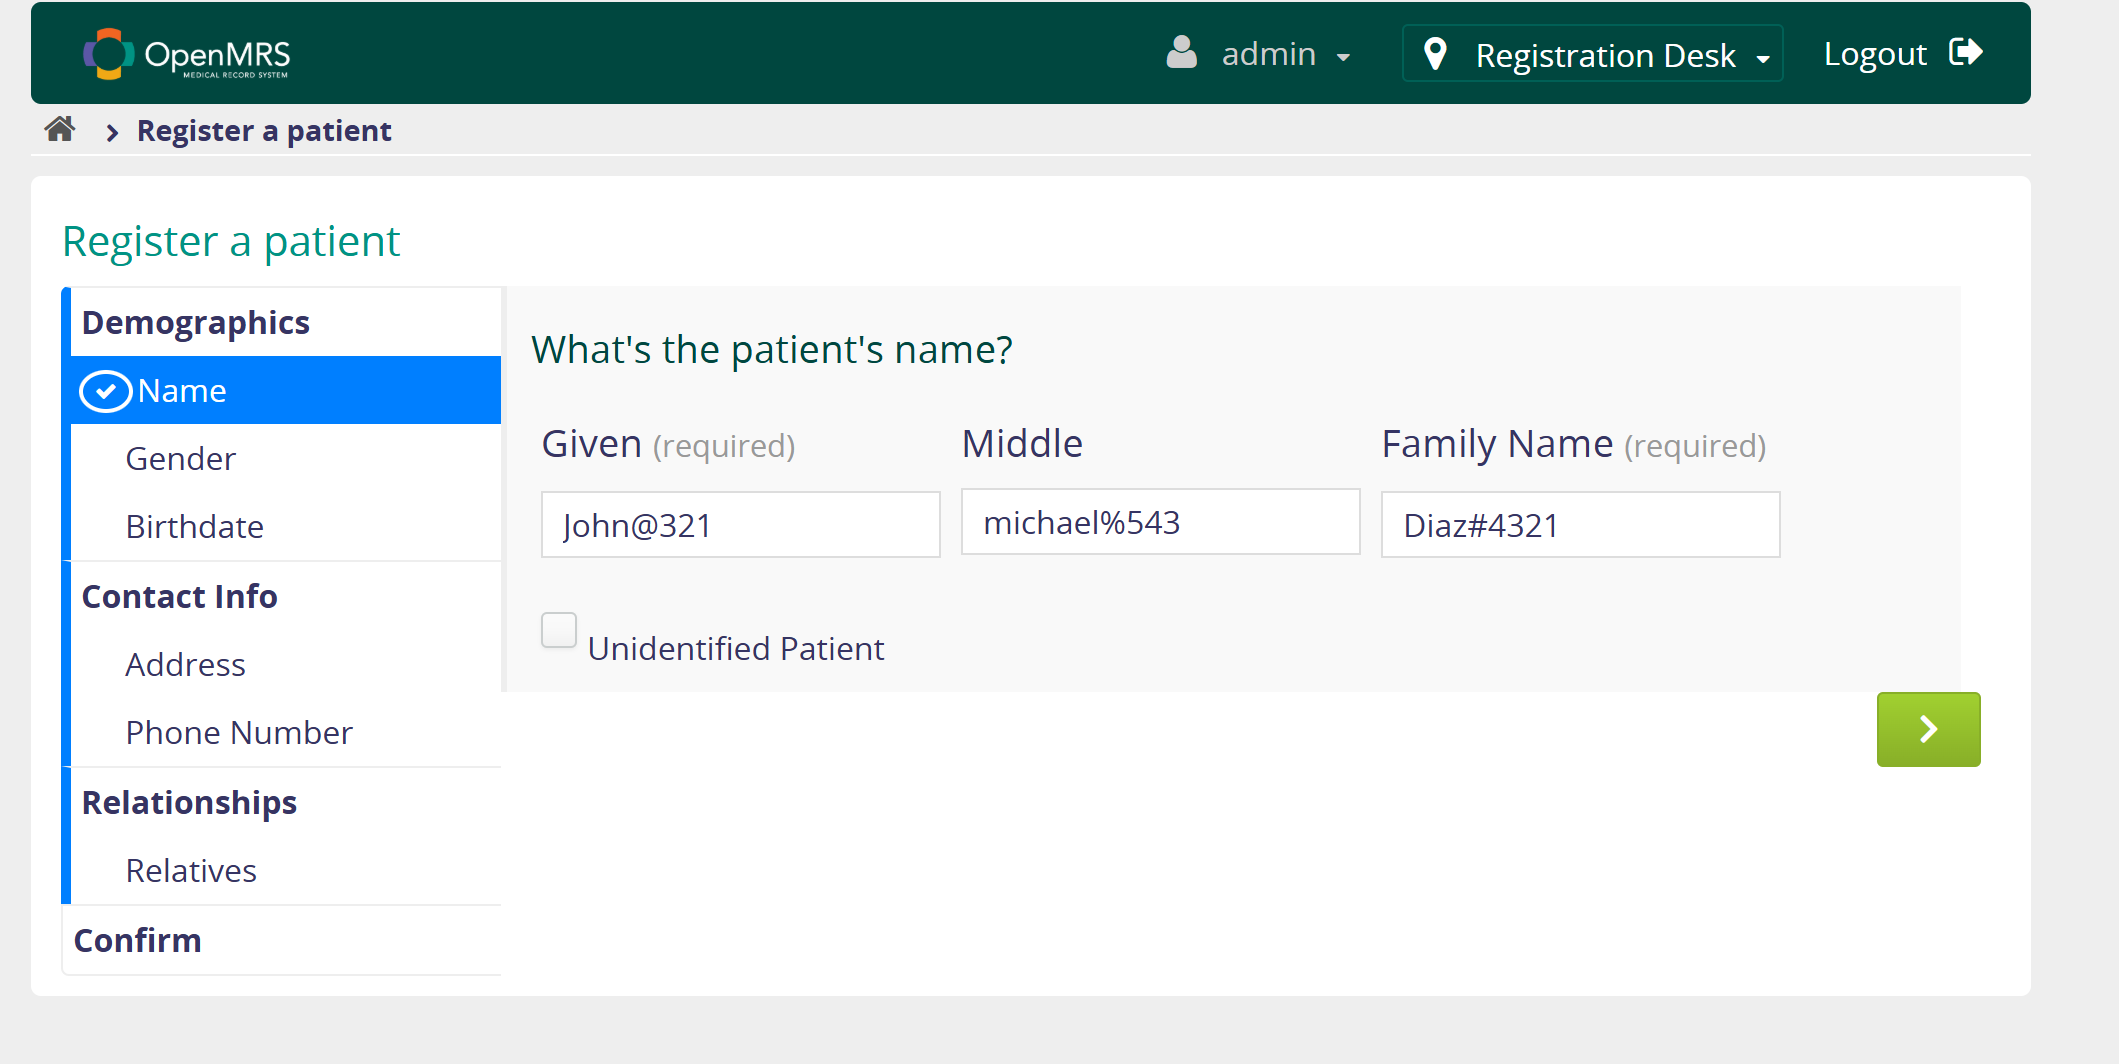 OpenMRS
MEDICAL RECORD SYSTEM
admin
Registration Desk
Logout
Register a patient
Register a patient
Demographics
Name
Gender
Birthdate
Contact Info
Address
Phone Number
Relationships
Relatives
Confirm
What's the patient's name?
Given (required) Middle Family Name (required)
John@321 michael%543 Diaz#4321
Unidentified Patient